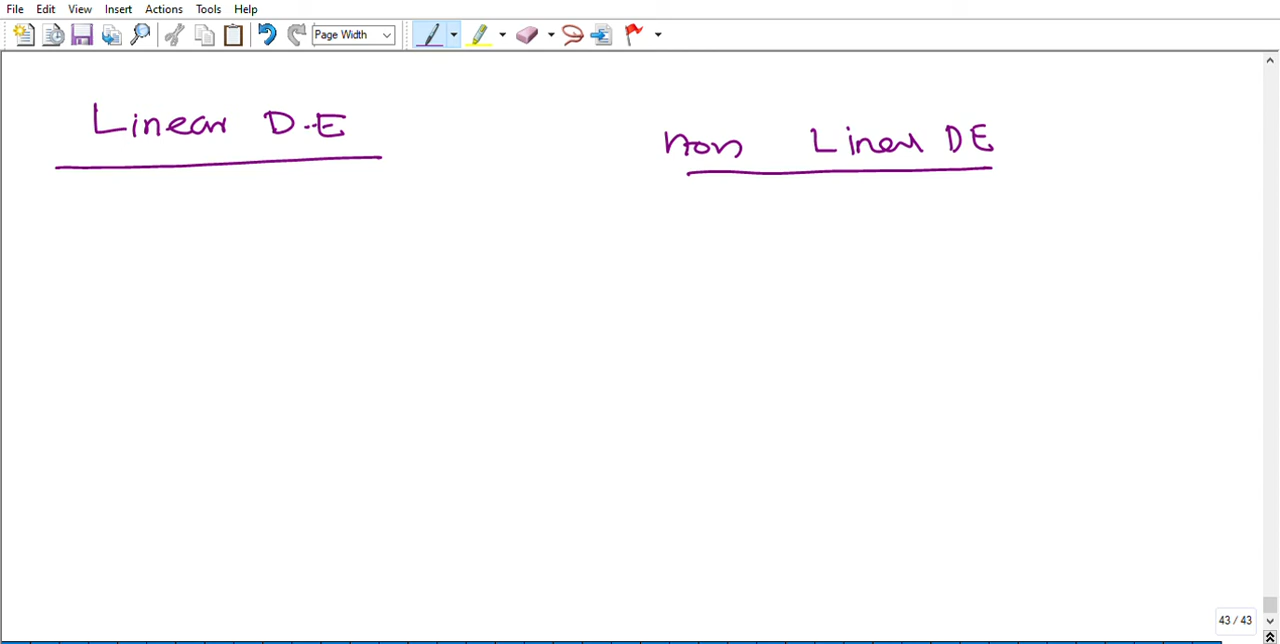 File Edit View Insert Actions Tools Help
Page Width
Linear D.E
non Linear DE
43 / 43